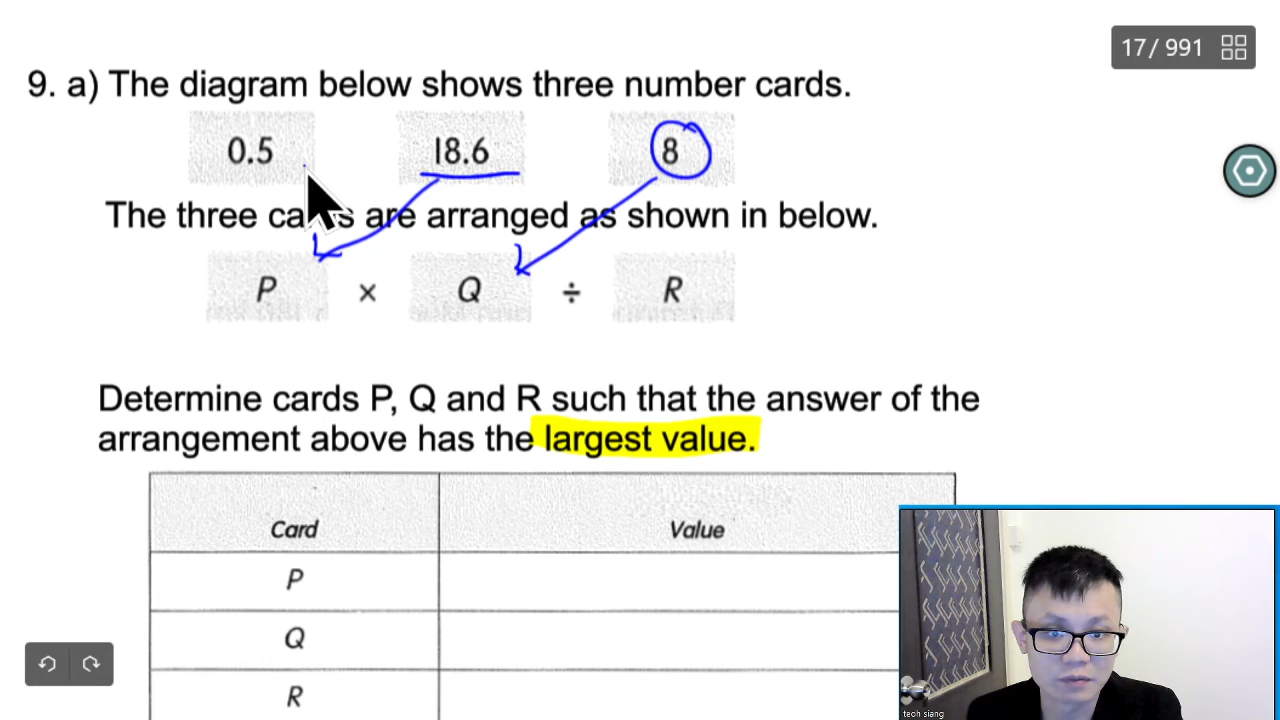 17 / 991
9. a) The diagram below shows three number cards.
0.5 18.6 8
The three cards are arranged as shown in below.
P × Q ÷ R
Determine cards P, Q and R such that the answer of the
arrangement above has the largest value.
Card Value
P
Q
R
teoh siang